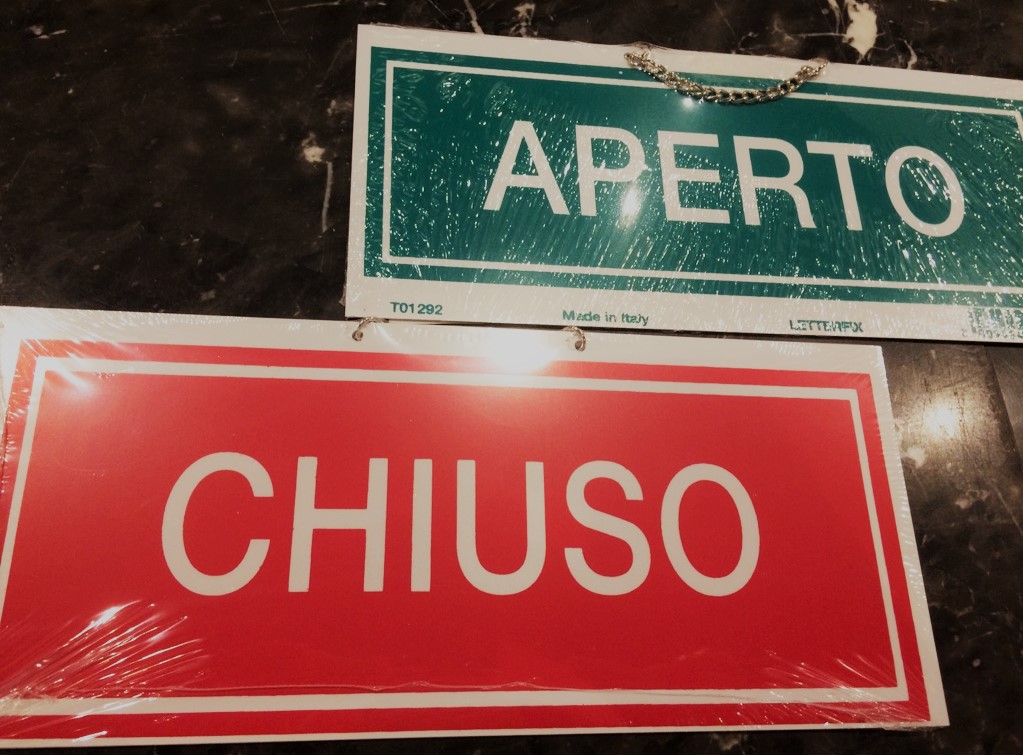 APERTO
T01292
Made in Italy
LETTERFIX
CHIUSO